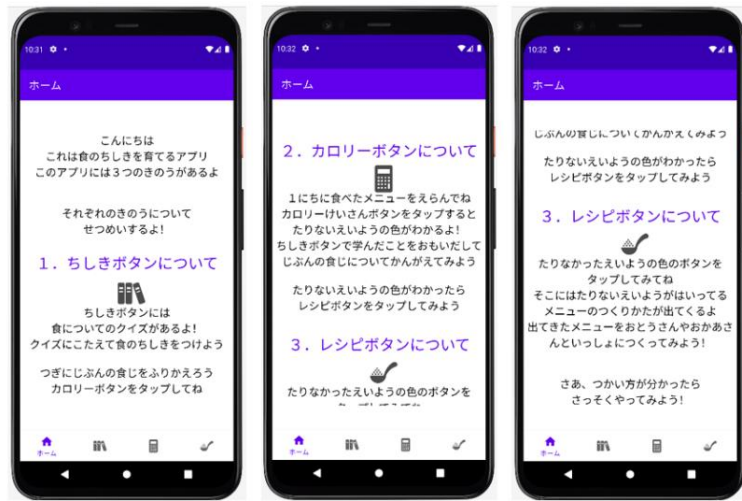 10:31
ホーム
こんにちは
これは食のちしきを育てるアプリ
このアプリには３つのきのうがあるよ
それぞれのきのうについて
せつめいするよ！
１．ちしきボタンについて
ちしきボタンには
食についてのクイズがあるよ！
クイズにこたえて食のちしきをつけよう
つぎにじぶんの食じをふりかえろう
カロリーボタンをタップしてね
ホーム
10:32
ホーム
２．カロリーボタンについて
１にちに食べたメニューをえらんでね
カロリーけいさんボタンをタップすると
たりないえいようの色がわかるよ！
ちしきボタンで学んだことをおもいだして
じぶんの食じについてかんがえてみよう
たりないえいようの色がわかったら
レシピボタンをタップしてみよう
３．レシピボタンについて
たりなかったえいようの色のボタンを
ホーム
10:32
ホーム
じぶんの食じについてかんがえてみよう
たりないえいようの色がわかったら
レシピボタンをタップしてみよう
３．レシピボタンについて
たりなかったえいようの色のボタンを
タップしてみてね
そこにはたりないえいようがはいってる
メニューのつくりかたが出てくるよ
出てきたメニューをおとうさんやおかあさ
んといっしょにつくってみよう！
さあ、つかい方が分かったら
さっそくやってみよう！
ホーム